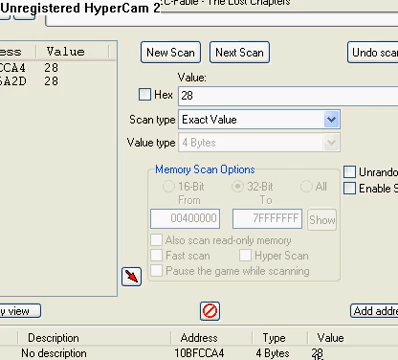 Unregistered HyperCam 2
C-Fable - The Lost Chapters
ess Value
CCA4 28
6A2D 28
New Scan Next Scan Undo scan
Value:
Hex 28
Scan type Exact Value
Value type 4 Bytes
Memory Scan Options
16-Bit 32-Bit All
From To
00400000 7FFFFFFF Show
Also scan read-only memory
Fast scan Hyper Scan
Pause the game while scanning
Unrando
Enable S
y view
Add addre
Description Address Type Value
No description 10BFCCA4 4 Bytes 28